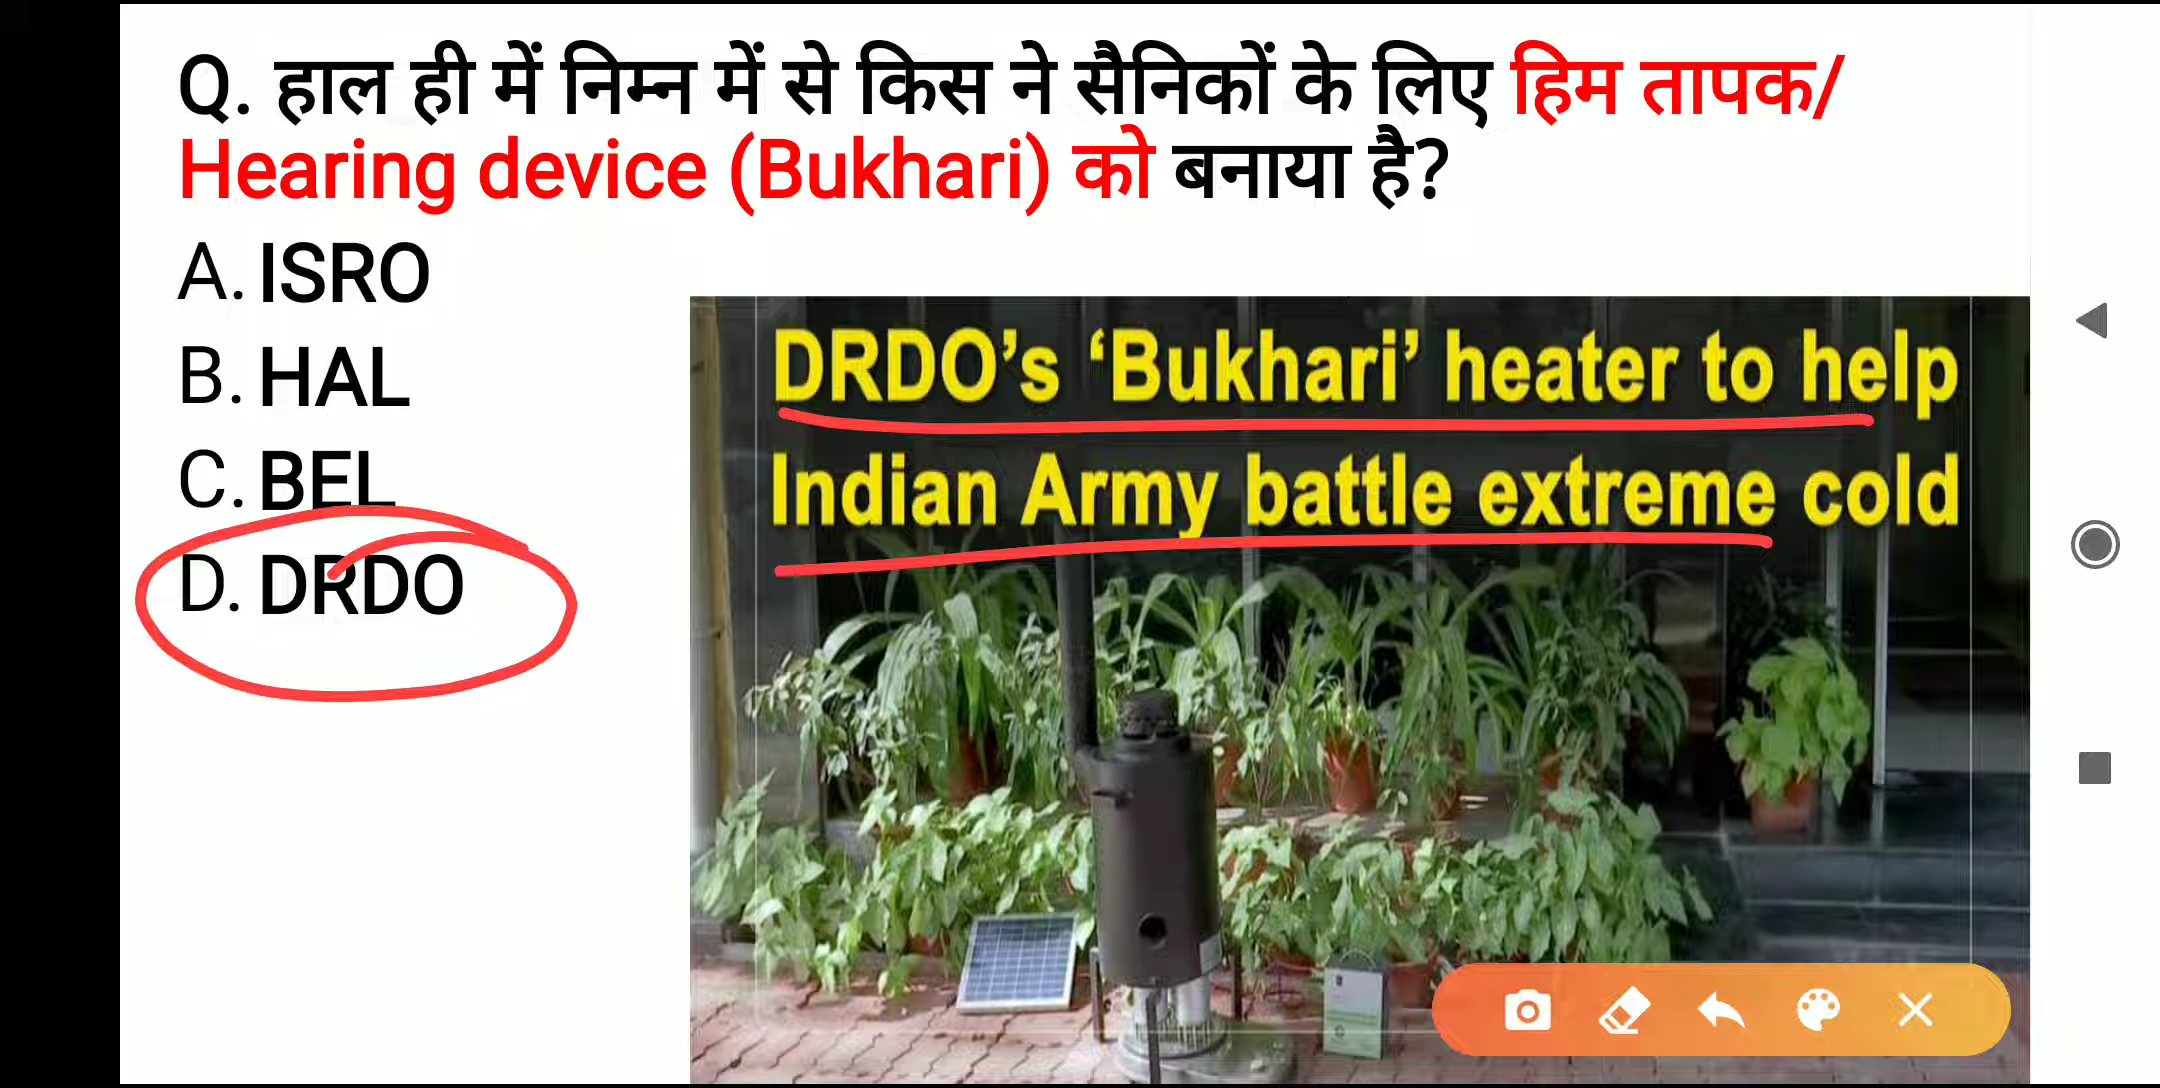 Q. हाल ही में निम्न में से किस ने सैनिकों के लिए हिम तापक/
Hearing device (Bukhari) को बनाया है?
A. ISRO
B. HAL
C. BEL
D. DRDO
DRDO's ‘Bukhari’ heater to help
Indian Army battle extreme cold